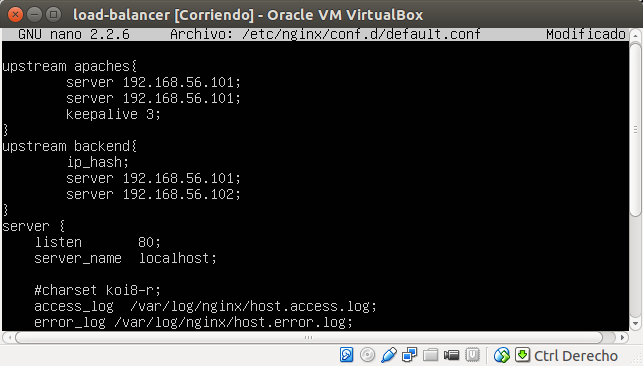 load-balancer [Corriendo] - Oracle VM VirtualBox
GNU nano 2.2.6 Archivo: /etc/nginx/conf.d/default.conf Modificado
upstream apaches{
server 192.168.56.101;
server 192.168.56.101;
keepalive 3;
}
upstream backend{
ip_hash;
server 192.168.56.101;
server 192.168.56.102;
}
server {
listen 80;
server_name localhost;
#charset koi8-r;
access_log /var/log/nginx/host.access.log;
error_log /var/log/nginx/host.error.log;
Ctrl Derecho